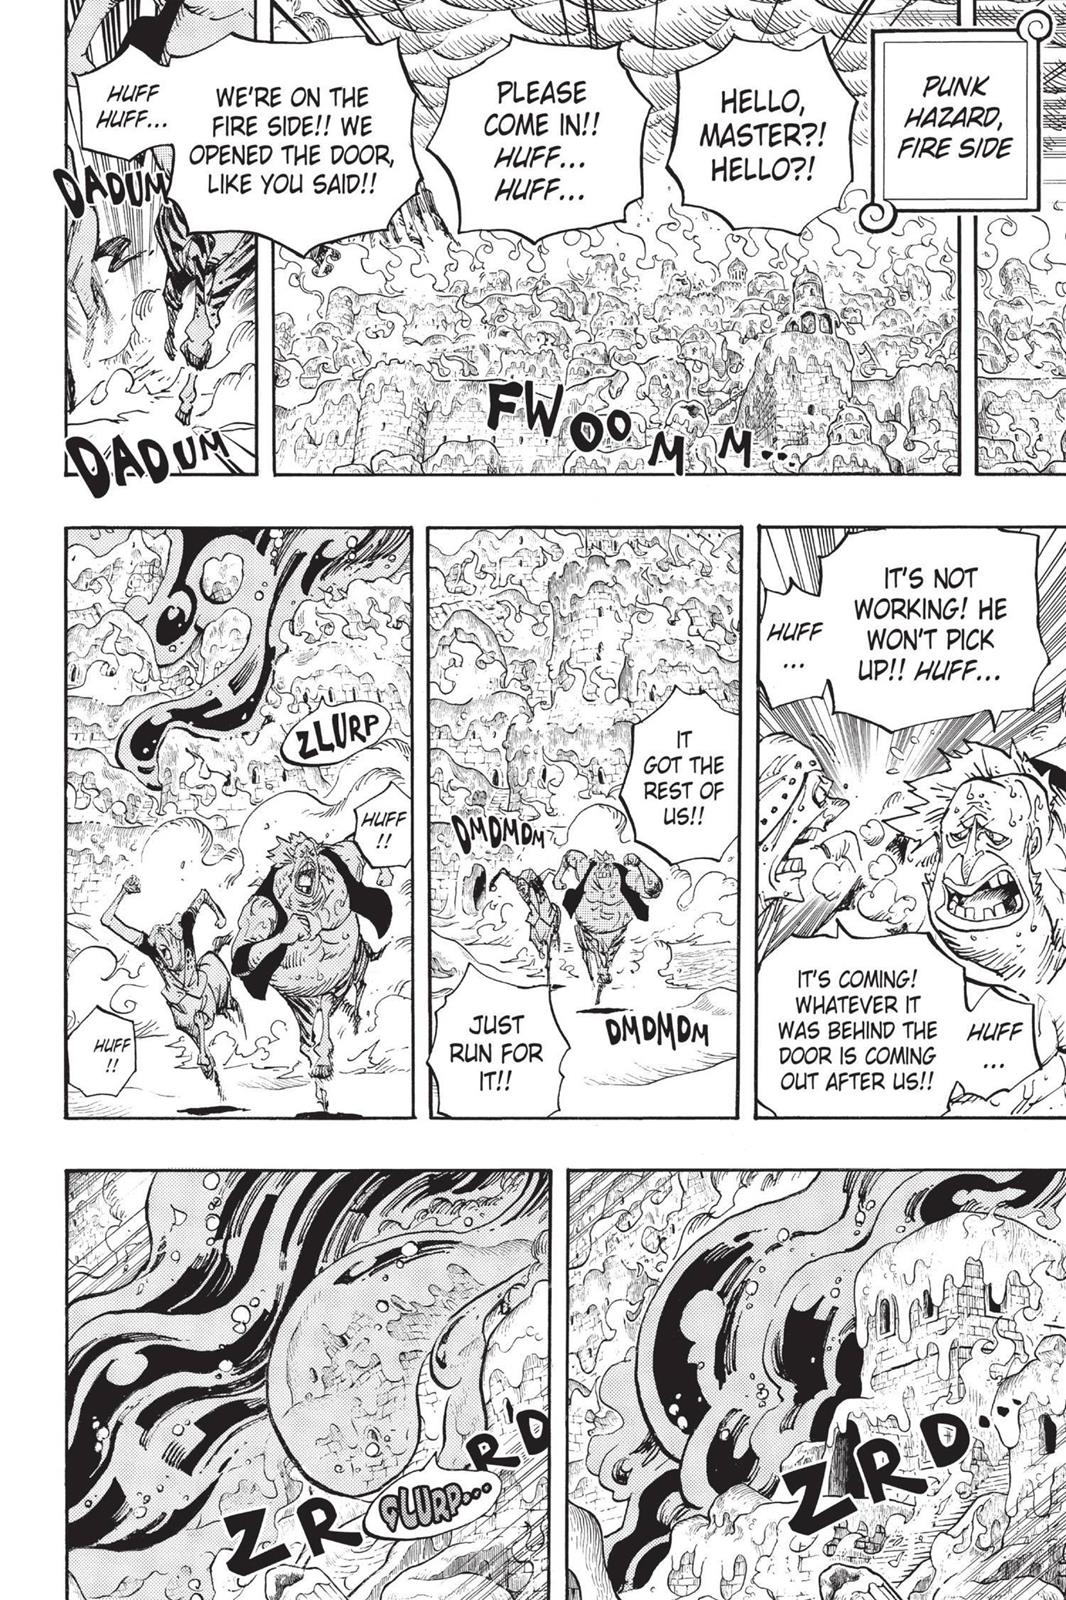 PUNK
HAZARD,
FIRE SIDE
HELLO,
MASTER?!
HELLO?!
PLEASE
COME IN!!
HUFF...
HUFF...
WE'RE ON THE
FIRE SIDE!! WE
OPENED THE DOOR,
LIKE YOU SAID!!
HUFF
HUFF...
DADUM
DADUM
FWOOMM...
IT'S NOT
WORKING! HE
WON'T PICK
UP!! HUFF...
HUFF
...
IT'S COMING!
WHATEVER IT
WAS BEHIND THE
DOOR IS COMING
OUT AFTER US!!
HUFF
...
IT
GOT THE
REST OF
US!!
DMDMDM
JUST
RUN FOR
IT!!
DMDMDM
ZLURP
HUFF
!!
HUFF
!!
ZRD...
ZRRD
GLURP...